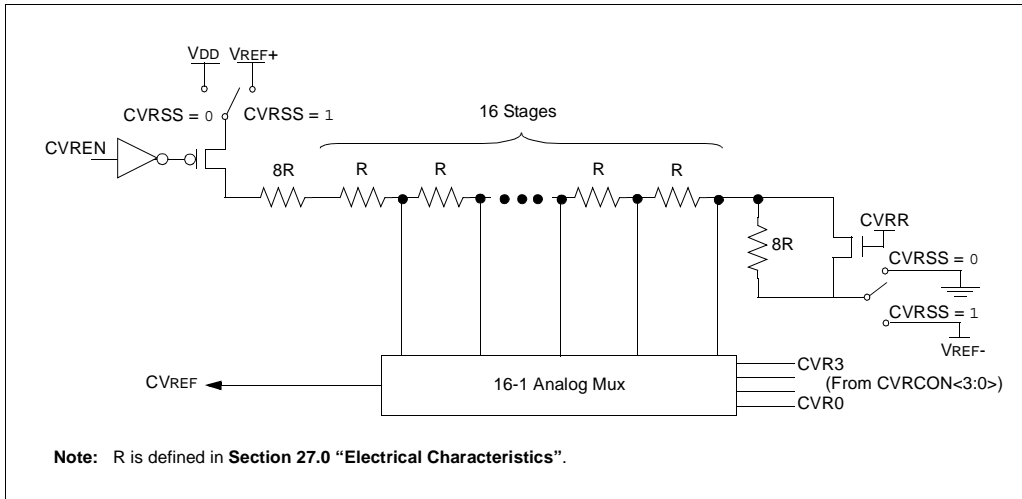 VDD VREF+
CVRSS = 0 CVRSS = 1
16 Stages
CVREN
8R R R R R
CVRR
8R
CVRSS = 0
CVRSS = 1
VREF-
CVREF
16-1 Analog Mux
CVR3
(From CVRCON<3:0>)
CVR0
Note: R is defined in Section 27.0 “Electrical Characteristics”.